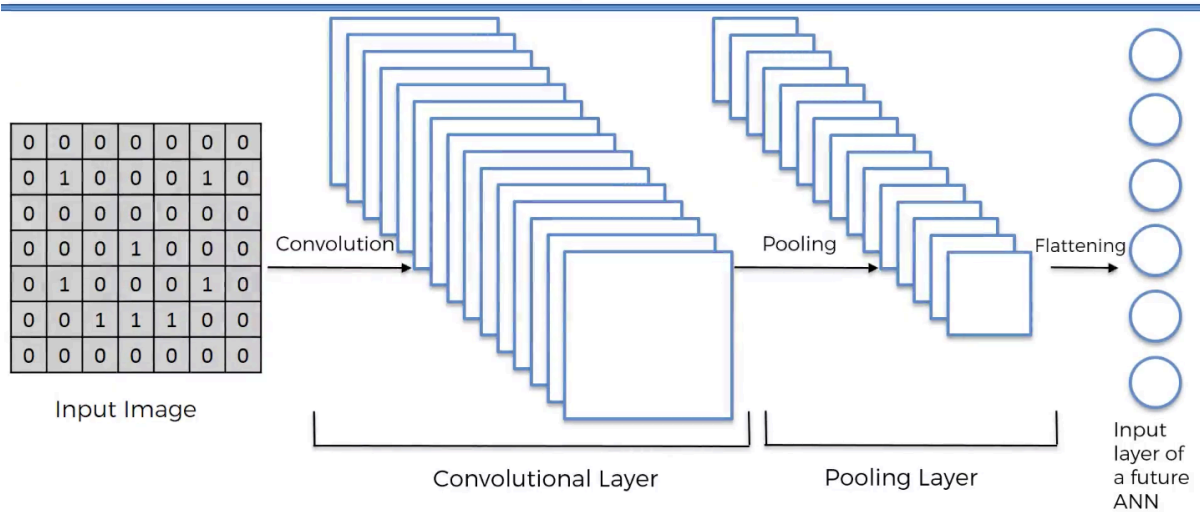 0 0 0 0 0 0 0
0 1 0 0 0 1 0
0 0 0 0 0 0 0
0 0 0 1 0 0 0
0 1 0 0 0 1 0
0 0 1 1 1 0 0
0 0 0 0 0 0 0
Input Image
Convolution
Convolutional Layer
Pooling
Pooling Layer
Flattening
Input
layer of
a future
ANN